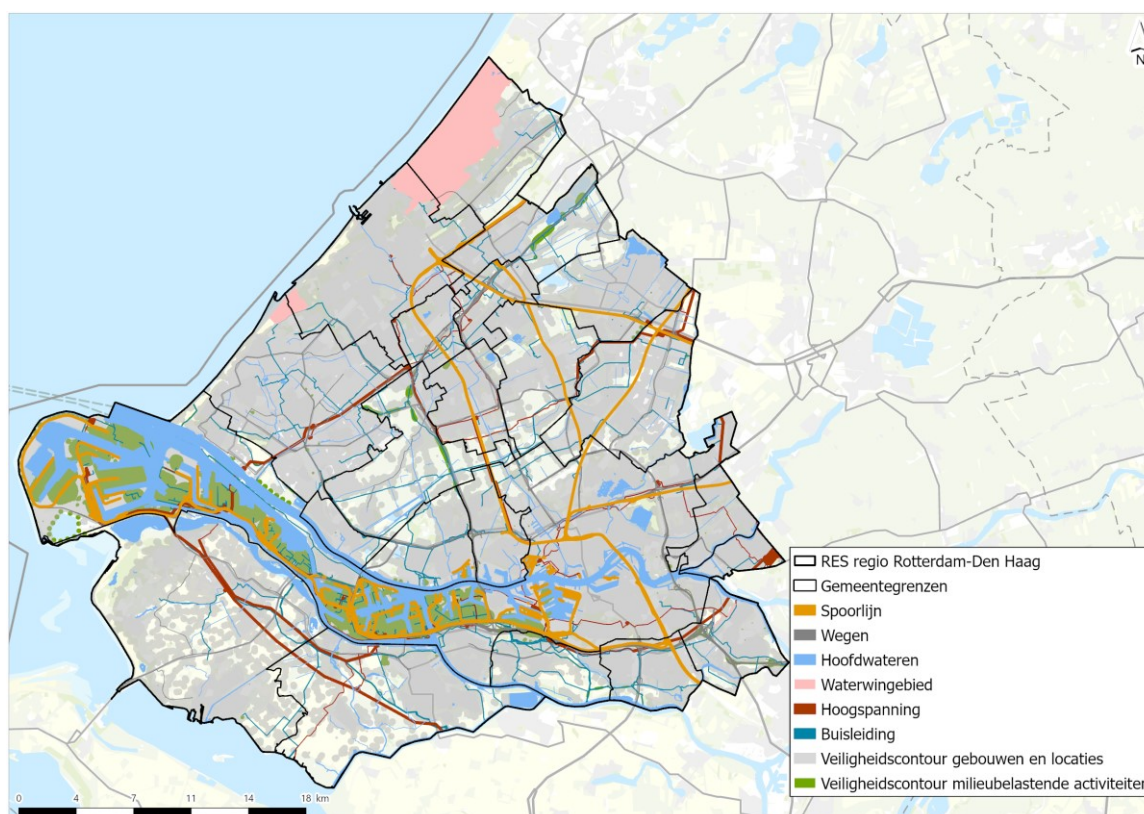 N
RES regio Rotterdam-Den Haag
Gemeentegrenzen
Spoorlijn
Wegen
Hoofdwateren
Waterwingebied
Hoogspanning
Buisleiding
Veiligheidscontour gebouwen en locaties
Veiligheidscontour milieubelastende activiteiten
0 4 7 11 14 18 km